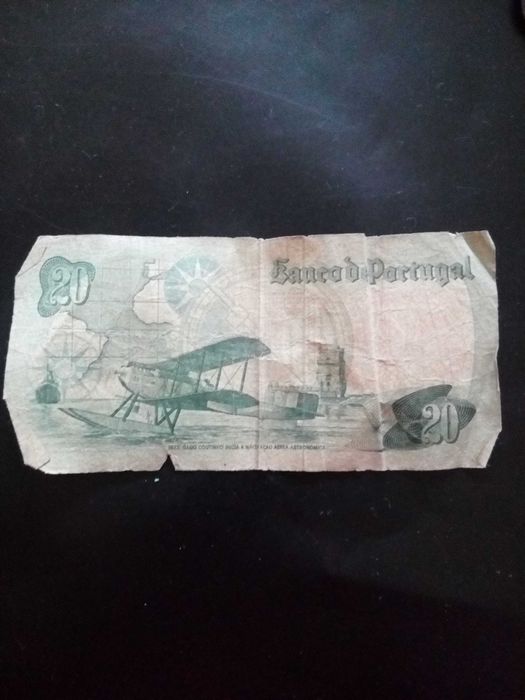 20
Banco de Portugal
20
1922 GAGO COUTINHO INICIA A NAVEGAÇÃO AÉREA ASTRONÓMICA